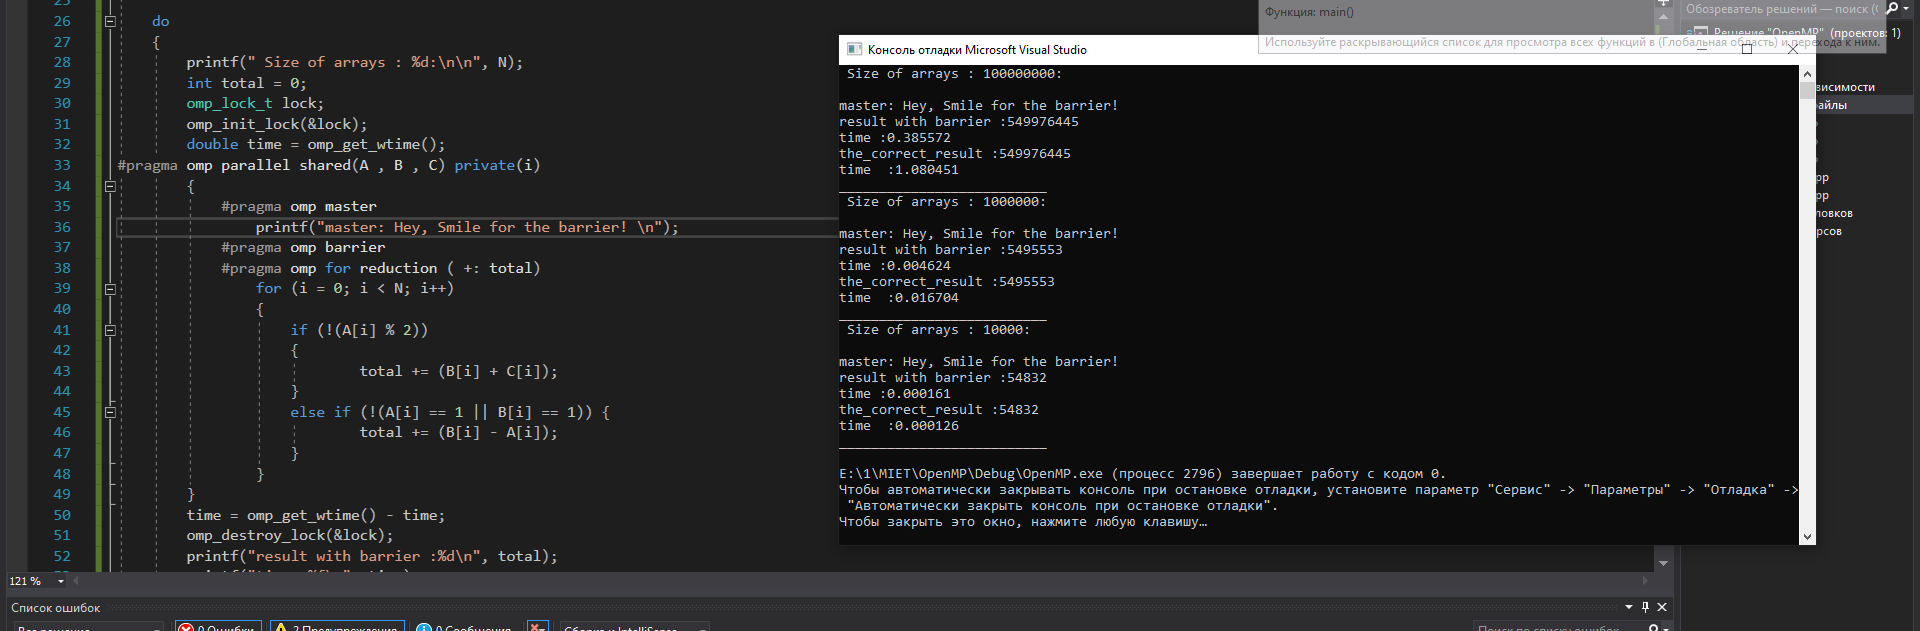 25
26 do
27 {
28 printf(" Size of arrays : %d:\n\n", N);
29 int total = 0;
30 omp_lock_t lock;
31 omp_init_lock(&lock);
32 double time = omp_get_wtime();
33 #pragma omp parallel shared(A , B , C) private(i)
34 {
35 #pragma omp master
36 printf("master: Hey, Smile for the barrier! \n");
37 #pragma omp barrier
38 #pragma omp for reduction ( +: total)
39 for (i = 0; i < N; i++)
40 {
41 if (!(A[i] % 2))
42 {
43 total += (B[i] + C[i]);
44 }
45 else if (!(A[i] == 1 || B[i] == 1)) {
46 total += (B[i] - A[i]);
47 }
48 }
49 }
50 time = omp_get_wtime() - time;
51 omp_destroy_lock(&lock);
52 printf("result with barrier :%d\n", total);
121 %
Список ошибок
0 Ошибки
2 Предупреждения
0 Сообщения
Сборка и IntelliSense
Поиск по списку ошибок
Функция: main()
Используйте раскрывающийся список для просмотра всех функций в (Глобальная область) и перехода к ним.
Консоль отладки Microsoft Visual Studio
Size of arrays : 100000000:
master: Hey, Smile for the barrier!
result with barrier :549976445
time :0.385572
the_correct_result :549976445
time  :1.080451
__________________________
Size of arrays : 1000000:
master: Hey, Smile for the barrier!
result with barrier :5495553
time :0.004624
the_correct_result :5495553
time  :0.016704
__________________________
Size of arrays : 10000:
master: Hey, Smile for the barrier!
result with barrier :54832
time :0.000161
the_correct_result :54832
time  :0.000126
__________________________
E:\1\MIET\OpenMP\Debug\OpenMP.exe (процесс 2796) завершает работу с кодом 0.
Чтобы автоматически закрывать консоль при остановке отладки, установите параметр "Сервис" -> "Параметры" -> "Отладка" ->
"Автоматически закрыть консоль при остановке отладки".
Чтобы закрыть это окно, нажмите любую клавишу…
Обозреватель решений — поиск (
Решение "OpenMP" (проектов: 1)
висимости
айлы
рр
рр
ловков
рсов